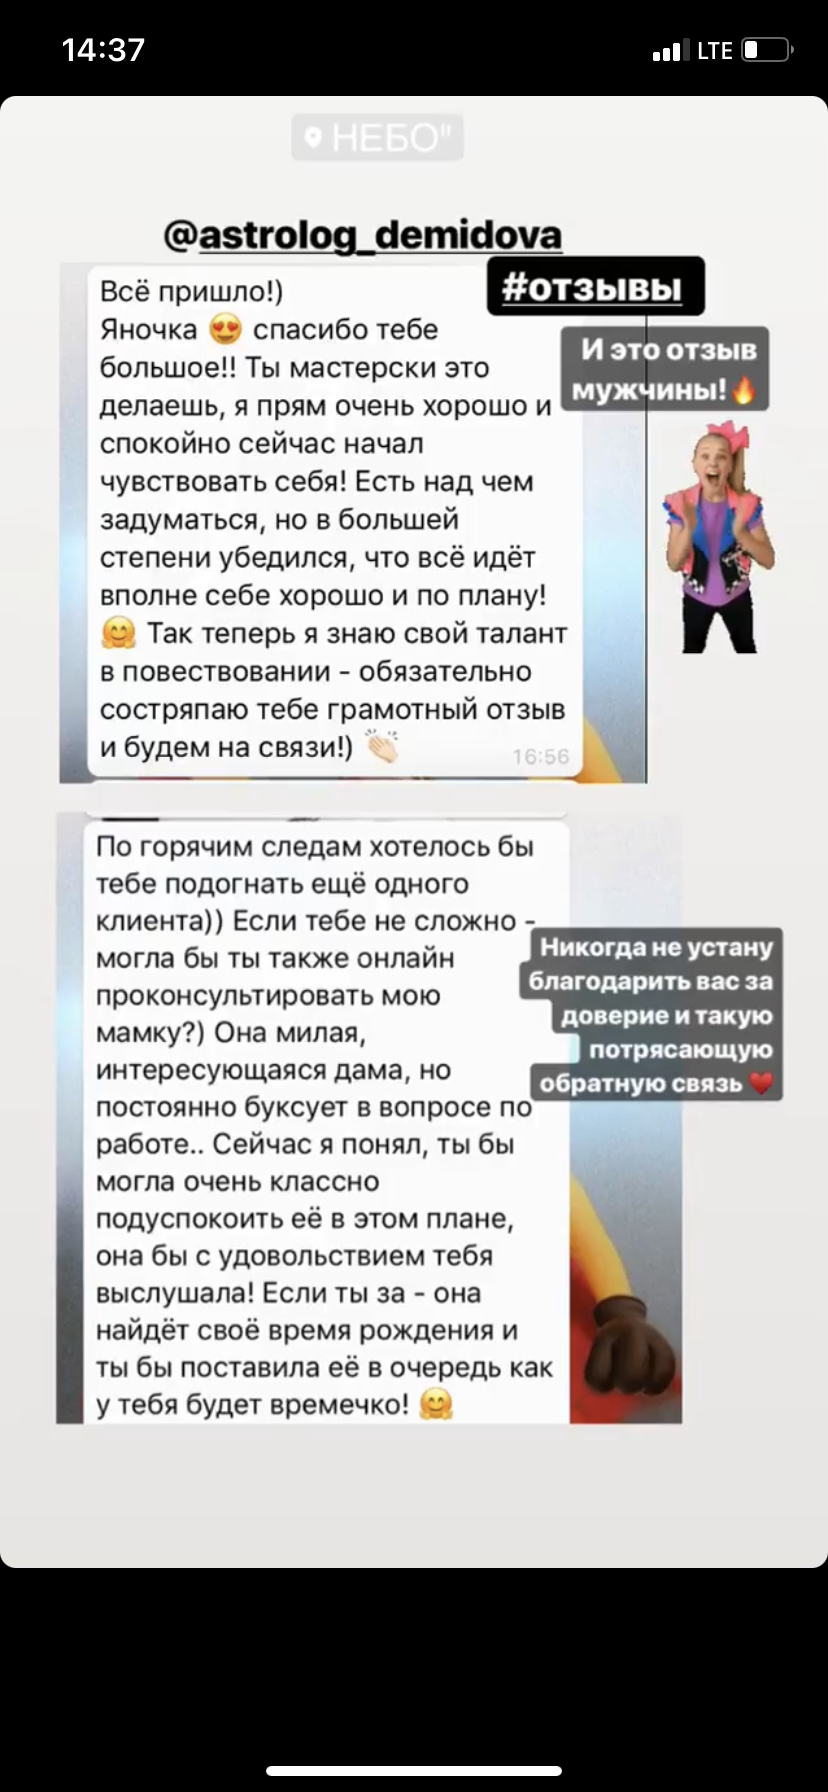 14:37
LTE
НЕБО"
@astrolog_demidova
#отзывы
И это отзыв
мужчины!🔥
Всё пришло!)
Яночка 😍 спасибо тебе
большое!! Ты мастерски это
делаешь, я прям очень хорошо и
спокойно сейчас начал
чувствовать себя! Есть над чем
задуматься, но в большей
степени убедился, что всё идёт
вполне себе хорошо и по плану!
🤗 Так теперь я знаю свой талант
в повествовании - обязательно
состряпаю тебе грамотный отзыв
и будем на связи!) 👏🏻
16:56
По горячим следам хотелось бы
тебе подогнать ещё одного
клиента)) Если тебе не сложно -
могла бы ты также онлайн
проконсультировать мою
мамку?) Она милая,
интересующаяся дама, но
постоянно буксует в вопросе по
работе.. Сейчас я понял, ты бы
могла очень классно
подуспокоить её в этом плане,
она бы с удовольствием тебя
выслушала! Если ты за - она
найдёт своё время рождения и
ты бы поставила её в очередь как
у тебя будет времечко! 🤗
Никогда не устану
благодарить вас за
доверие и такую
потрясающую
обратную связь ♥️